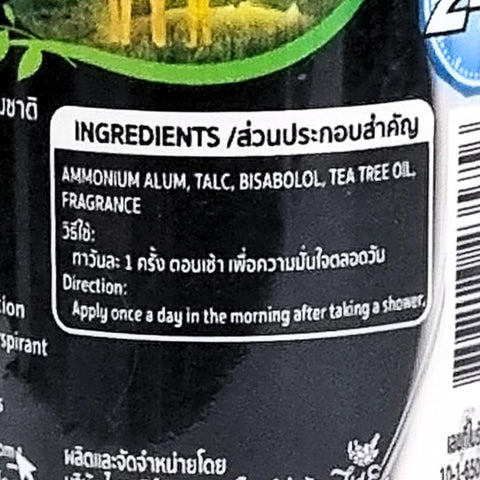 มชาติ
INGREDIENTS /ส่วนประกอบสำคัญ
AMMONIUM ALUM, TALC, BISABOLOL, TEA TREE OIL,
FRAGRANCE
วิธีใช้:
ทาวันละ 1 ครั้ง ตอนเช้า เพื่อความมั่นใจตลอดวัน
Direction:
Apply once a day in the morning after taking a shower.
tion
spirant
ผลิตและจัดจำหน่ายโดย